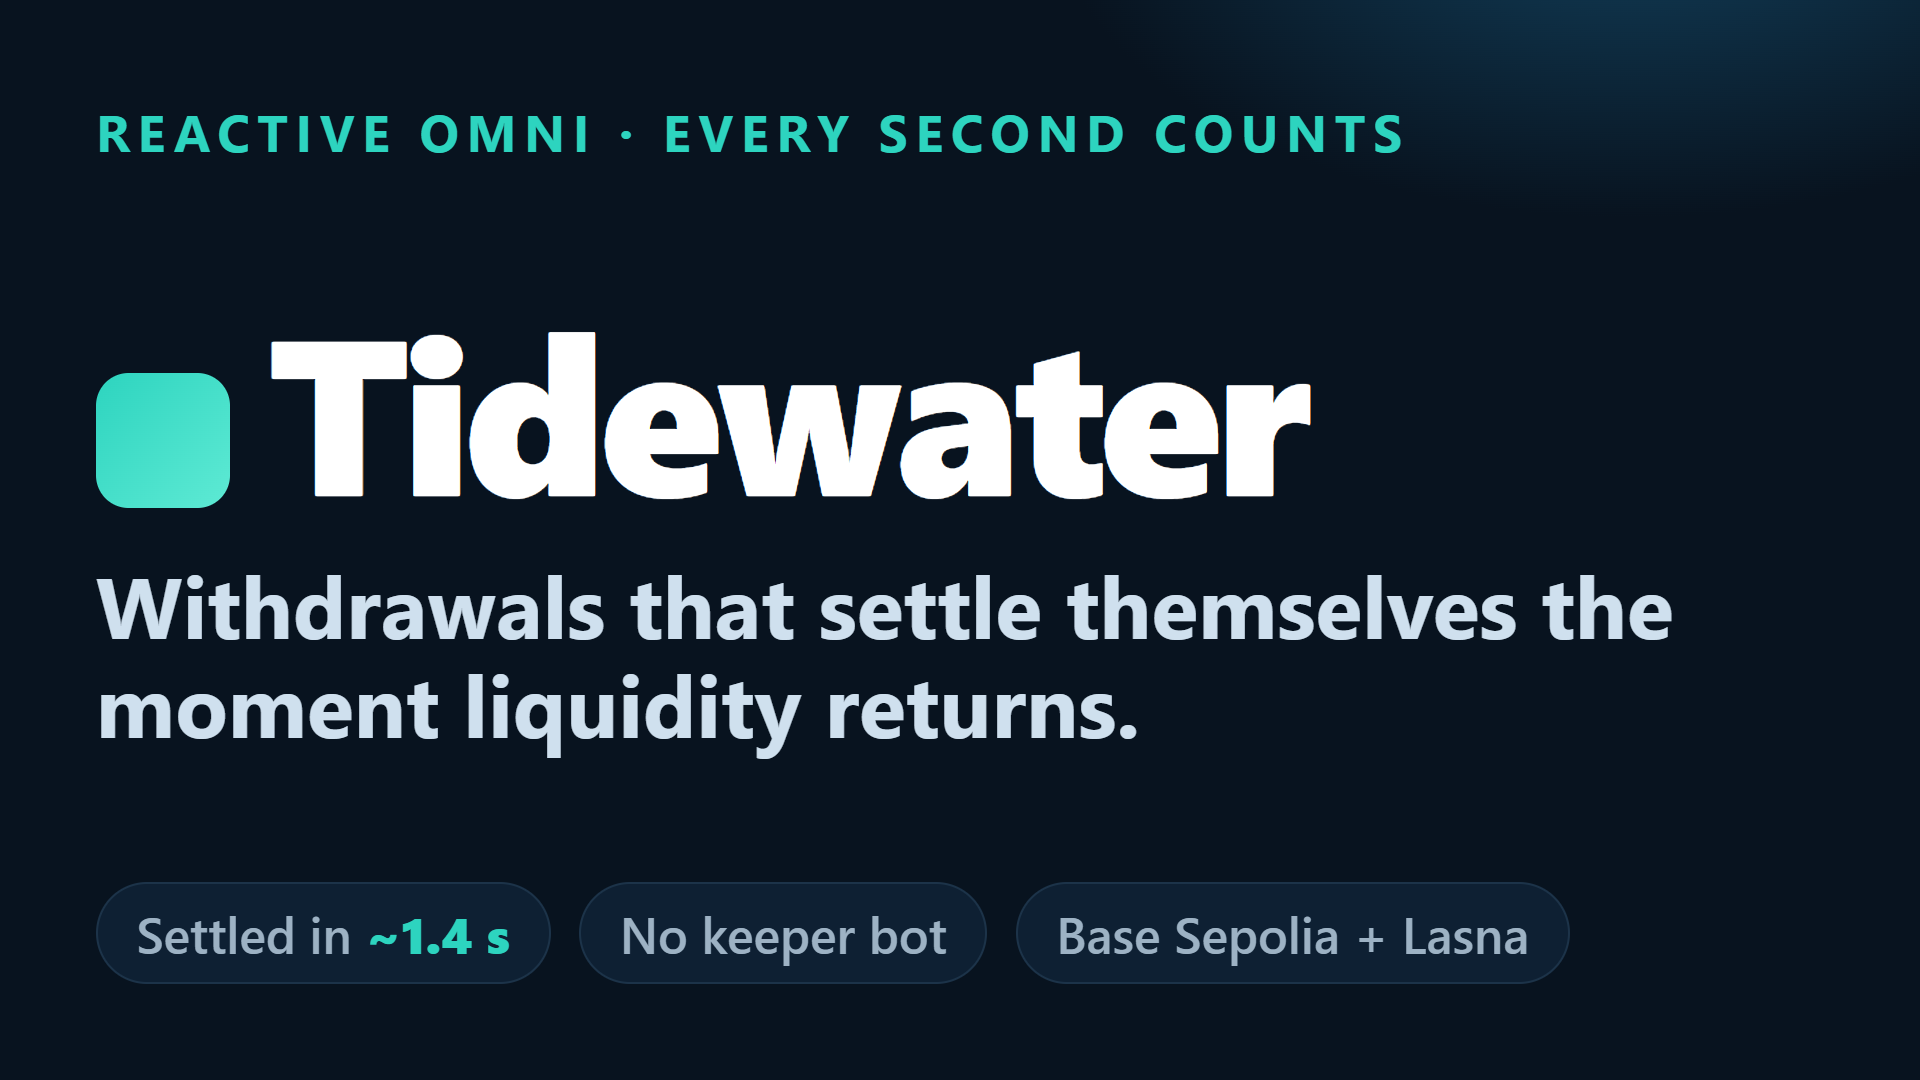 REACTIVE OMNI · EVERY SECOND COUNTS
Tidewater
Withdrawals that settle themselves the
moment liquidity returns.
Settled in ~1.4 s
No keeper bot
Base Sepolia + Lasna